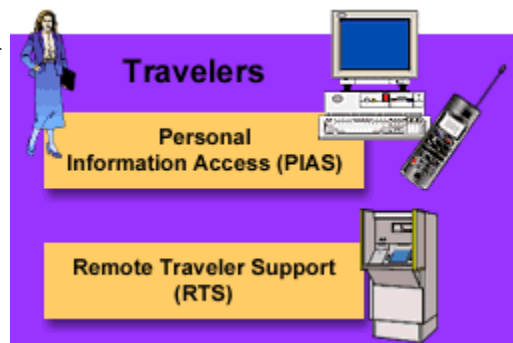 Travelers
Personal
Information Access (PIAS)
Remote Traveler Support
(RTS)